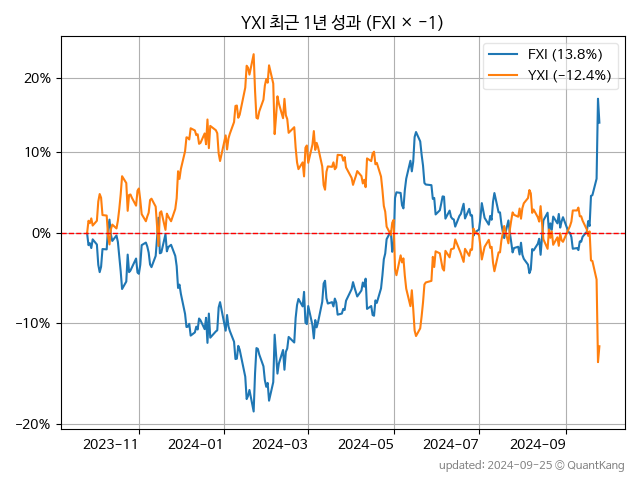 YXI 최근 1년 성과 (FXI × −1)
FXI (13.8%)
YXI (−12.4%)
20%
10%
0%
−10%
−20%
2023−11
2024−01
2024−03
2024−05
2024−07
2024−09
updated: 2024−09−25 © QuantKang